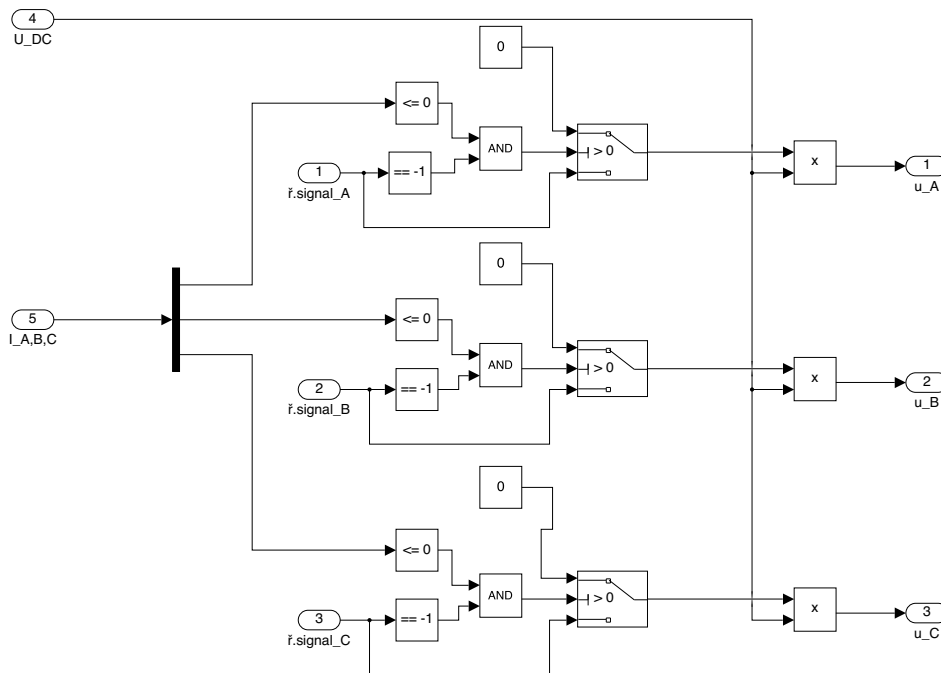 4
U_DC
0
<= 0
AND
> 0
x
1
u_A
1
ř.signal_A
== -1
0
5
I_A,B,C
<= 0
AND
> 0
x
2
u_B
2
ř.signal_B
== -1
0
<= 0
AND
> 0
x
3
u_C
3
ř.signal_C
== -1